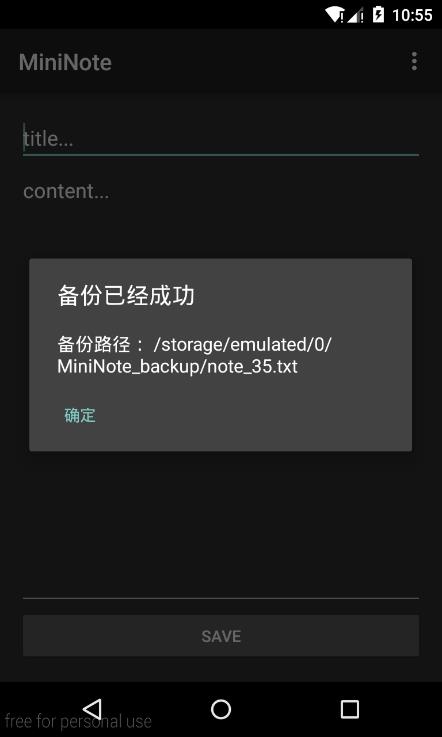 10:55
MiniNote
title...
content...
备份已经成功
备份路径： /storage/emulated/0/
MiniNote_backup/note_35.txt
确定
SAVE
free for personal use